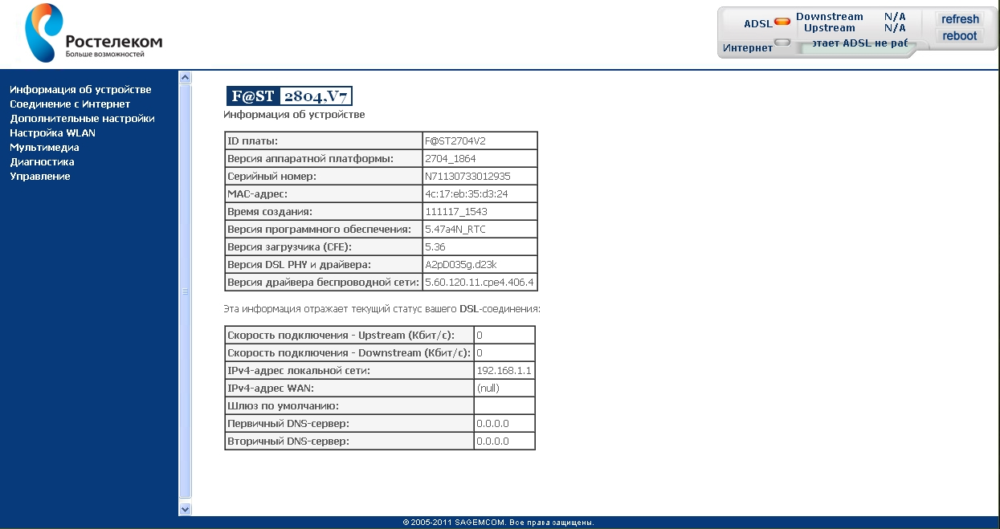 Ростелеком
Больше возможностей
ADSL
Downstream N/A
Upstream N/A
Интернет
отает ADSL не раб
refresh
reboot
Информация об устройстве
Соединение с Интернет
Дополнительные настройки
Настройка WLAN
Мультимедиа
Диагностика
Управление
F@ST 2804,V7
Информация об устройстве
ID платы: F@ST2704V2
Версия аппаратной платформы: 2704_1864
Серийный номер: N71130733012935
MAC-адрес: 4c:17:eb:35:d3:24
Время создания: 111117_1543
Версия программного обеспечения: 5.47a4N_RTC
Версия загрузчика (CFE): 5.36
Версия DSL PHY и драйвера: A2pD035g.d23k
Версия драйвера беспроводной сети: 5.60.120.11.cpe4.406.4
Эта информация отражает текущий статус вашего DSL-соединения:
Скорость подключения - Upstream (Кбит/с): 0
Скорость подключения - Downstream (Кбит/с): 0
IPv4-адрес локальной сети: 192.168.1.1
IPv4-адрес WAN: (null)
Шлюз по умолчанию:
Первичный DNS-сервер: 0.0.0.0
Вторичный DNS-сервер: 0.0.0.0
© 2005-2011 SAGEMCOM. Все права защищены.